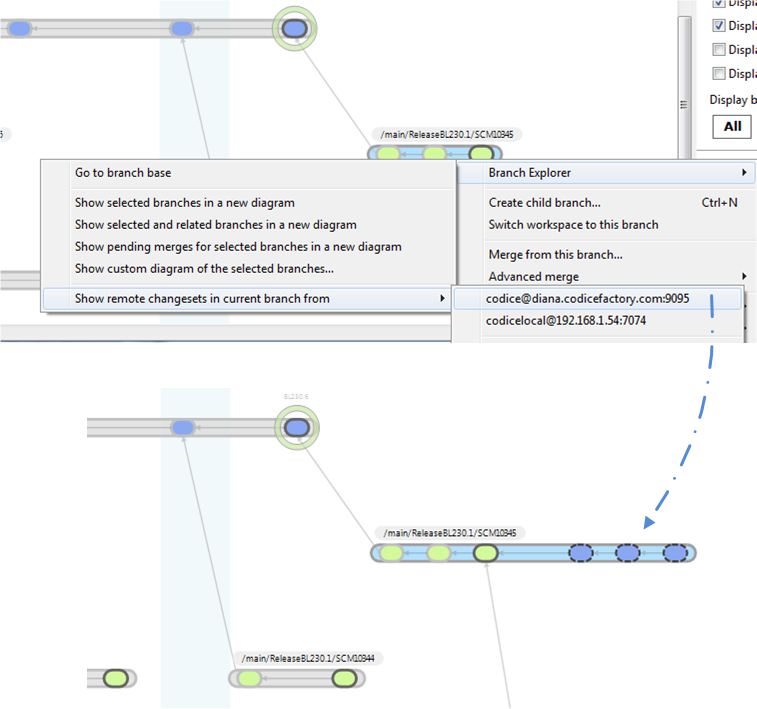 Displa
Displa
Displa
Displa
Display b
All
5
/main/ReleaseBL230.1/SCM10345
Go to branch base
Show selected branches in a new diagram
Show selected and related branches in a new diagram
Show pending merges for selected branches in a new diagram
Show custom diagram of the selected branches...
Show remote changesets in current branch from
Branch Explorer
Create child branch... Ctrl+N
Switch workspace to this branch
Merge from this branch...
Advanced merge
codice@diana.codicefactory.com:9095
codicelocal@192.168.1.54:7074
BL230.6
/main/ReleaseBL230.1/SCM10345
/main/ReleaseBL230.1/SCM10344